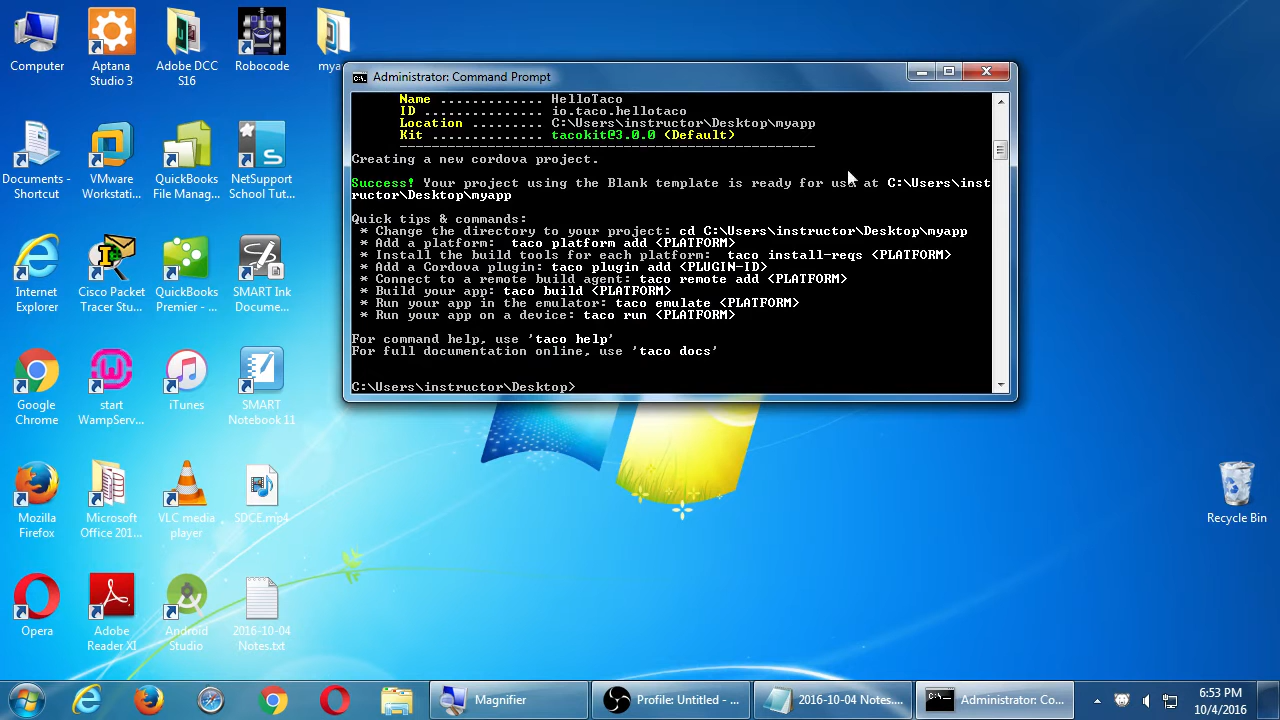 Computer
Aptana
Studio 3
Adobe DCC
S16
Robocode
mya
Documents -
Shortcut
VMware
Workstati...
QuickBooks
File Manag...
NetSupport
School Tut...
Internet
Explorer
Cisco Packet
Tracer Stu...
QuickBooks
Premier - ...
SMART Ink
Docume...
Google
Chrome
start
WampServ...
iTunes
SMART
Notebook 11
Mozilla
Firefox
Microsoft
Office 201...
VLC media
player
SDCE.mp4
Opera
Adobe
Reader XI
Android
Studio
2016-10-04
Notes.txt
Administrator: Command Prompt
Name ............. HelloTaco
ID ............... io.taco.hellotaco
Location ......... C:\Users\instructor\Desktop\myapp
Kit .............. tacokit@3.0.0 (Default)
----------------------------------------------------
Creating a new cordova project.
Success! Your project using the Blank template is ready for use at C:\Users\inst
ructor\Desktop\myapp
Quick tips & commands:
* Change the directory to your project: cd C:\Users\instructor\Desktop\myapp
* Add a platform:  taco platform add <PLATFORM>
* Install the build tools for each platform:  taco install-reqs <PLATFORM>
* Add a Cordova plugin: taco plugin add <PLUGIN-ID>
* Connect to a remote build agent: taco remote add <PLATFORM>
* Build your app: taco build <PLATFORM>
* Run your app in the emulator: taco emulate <PLATFORM>
* Run your app on a device: taco run <PLATFORM>
For command help, use 'taco help'
For full documentation online, use 'taco docs'
C:\Users\instructor\Desktop>
Recycle Bin
Magnifier
Profile: Untitled - ...
2016-10-04 Notes....
Administrator: Co...
6:53 PM
10/4/2016